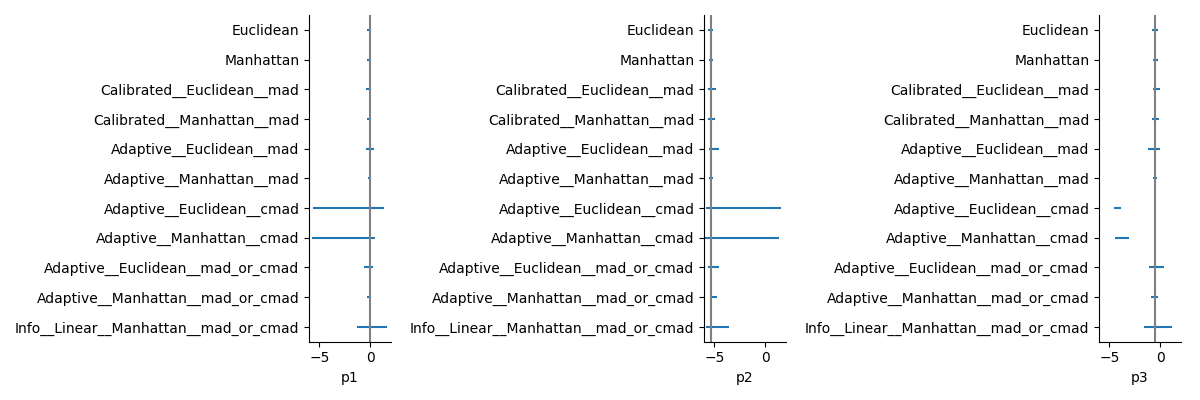 Euclidean
Manhattan
Calibrated__Euclidean__mad
Calibrated__Manhattan__mad
Adaptive__Euclidean__mad
Adaptive__Manhattan__mad
Adaptive__Euclidean__cmad
Adaptive__Manhattan__cmad
Adaptive__Euclidean__mad_or_cmad
Adaptive__Manhattan__mad_or_cmad
Info__Linear__Manhattan__mad_or_cmad
−5 0
p1
Euclidean
Manhattan
Calibrated__Euclidean__mad
Calibrated__Manhattan__mad
Adaptive__Euclidean__mad
Adaptive__Manhattan__mad
Adaptive__Euclidean__cmad
Adaptive__Manhattan__cmad
Adaptive__Euclidean__mad_or_cmad
Adaptive__Manhattan__mad_or_cmad
Info__Linear__Manhattan__mad_or_cmad
−5 0
p2
Euclidean
Manhattan
Calibrated__Euclidean__mad
Calibrated__Manhattan__mad
Adaptive__Euclidean__mad
Adaptive__Manhattan__mad
Adaptive__Euclidean__cmad
Adaptive__Manhattan__cmad
Adaptive__Euclidean__mad_or_cmad
Adaptive__Manhattan__mad_or_cmad
Info__Linear__Manhattan__mad_or_cmad
−5 0
p3